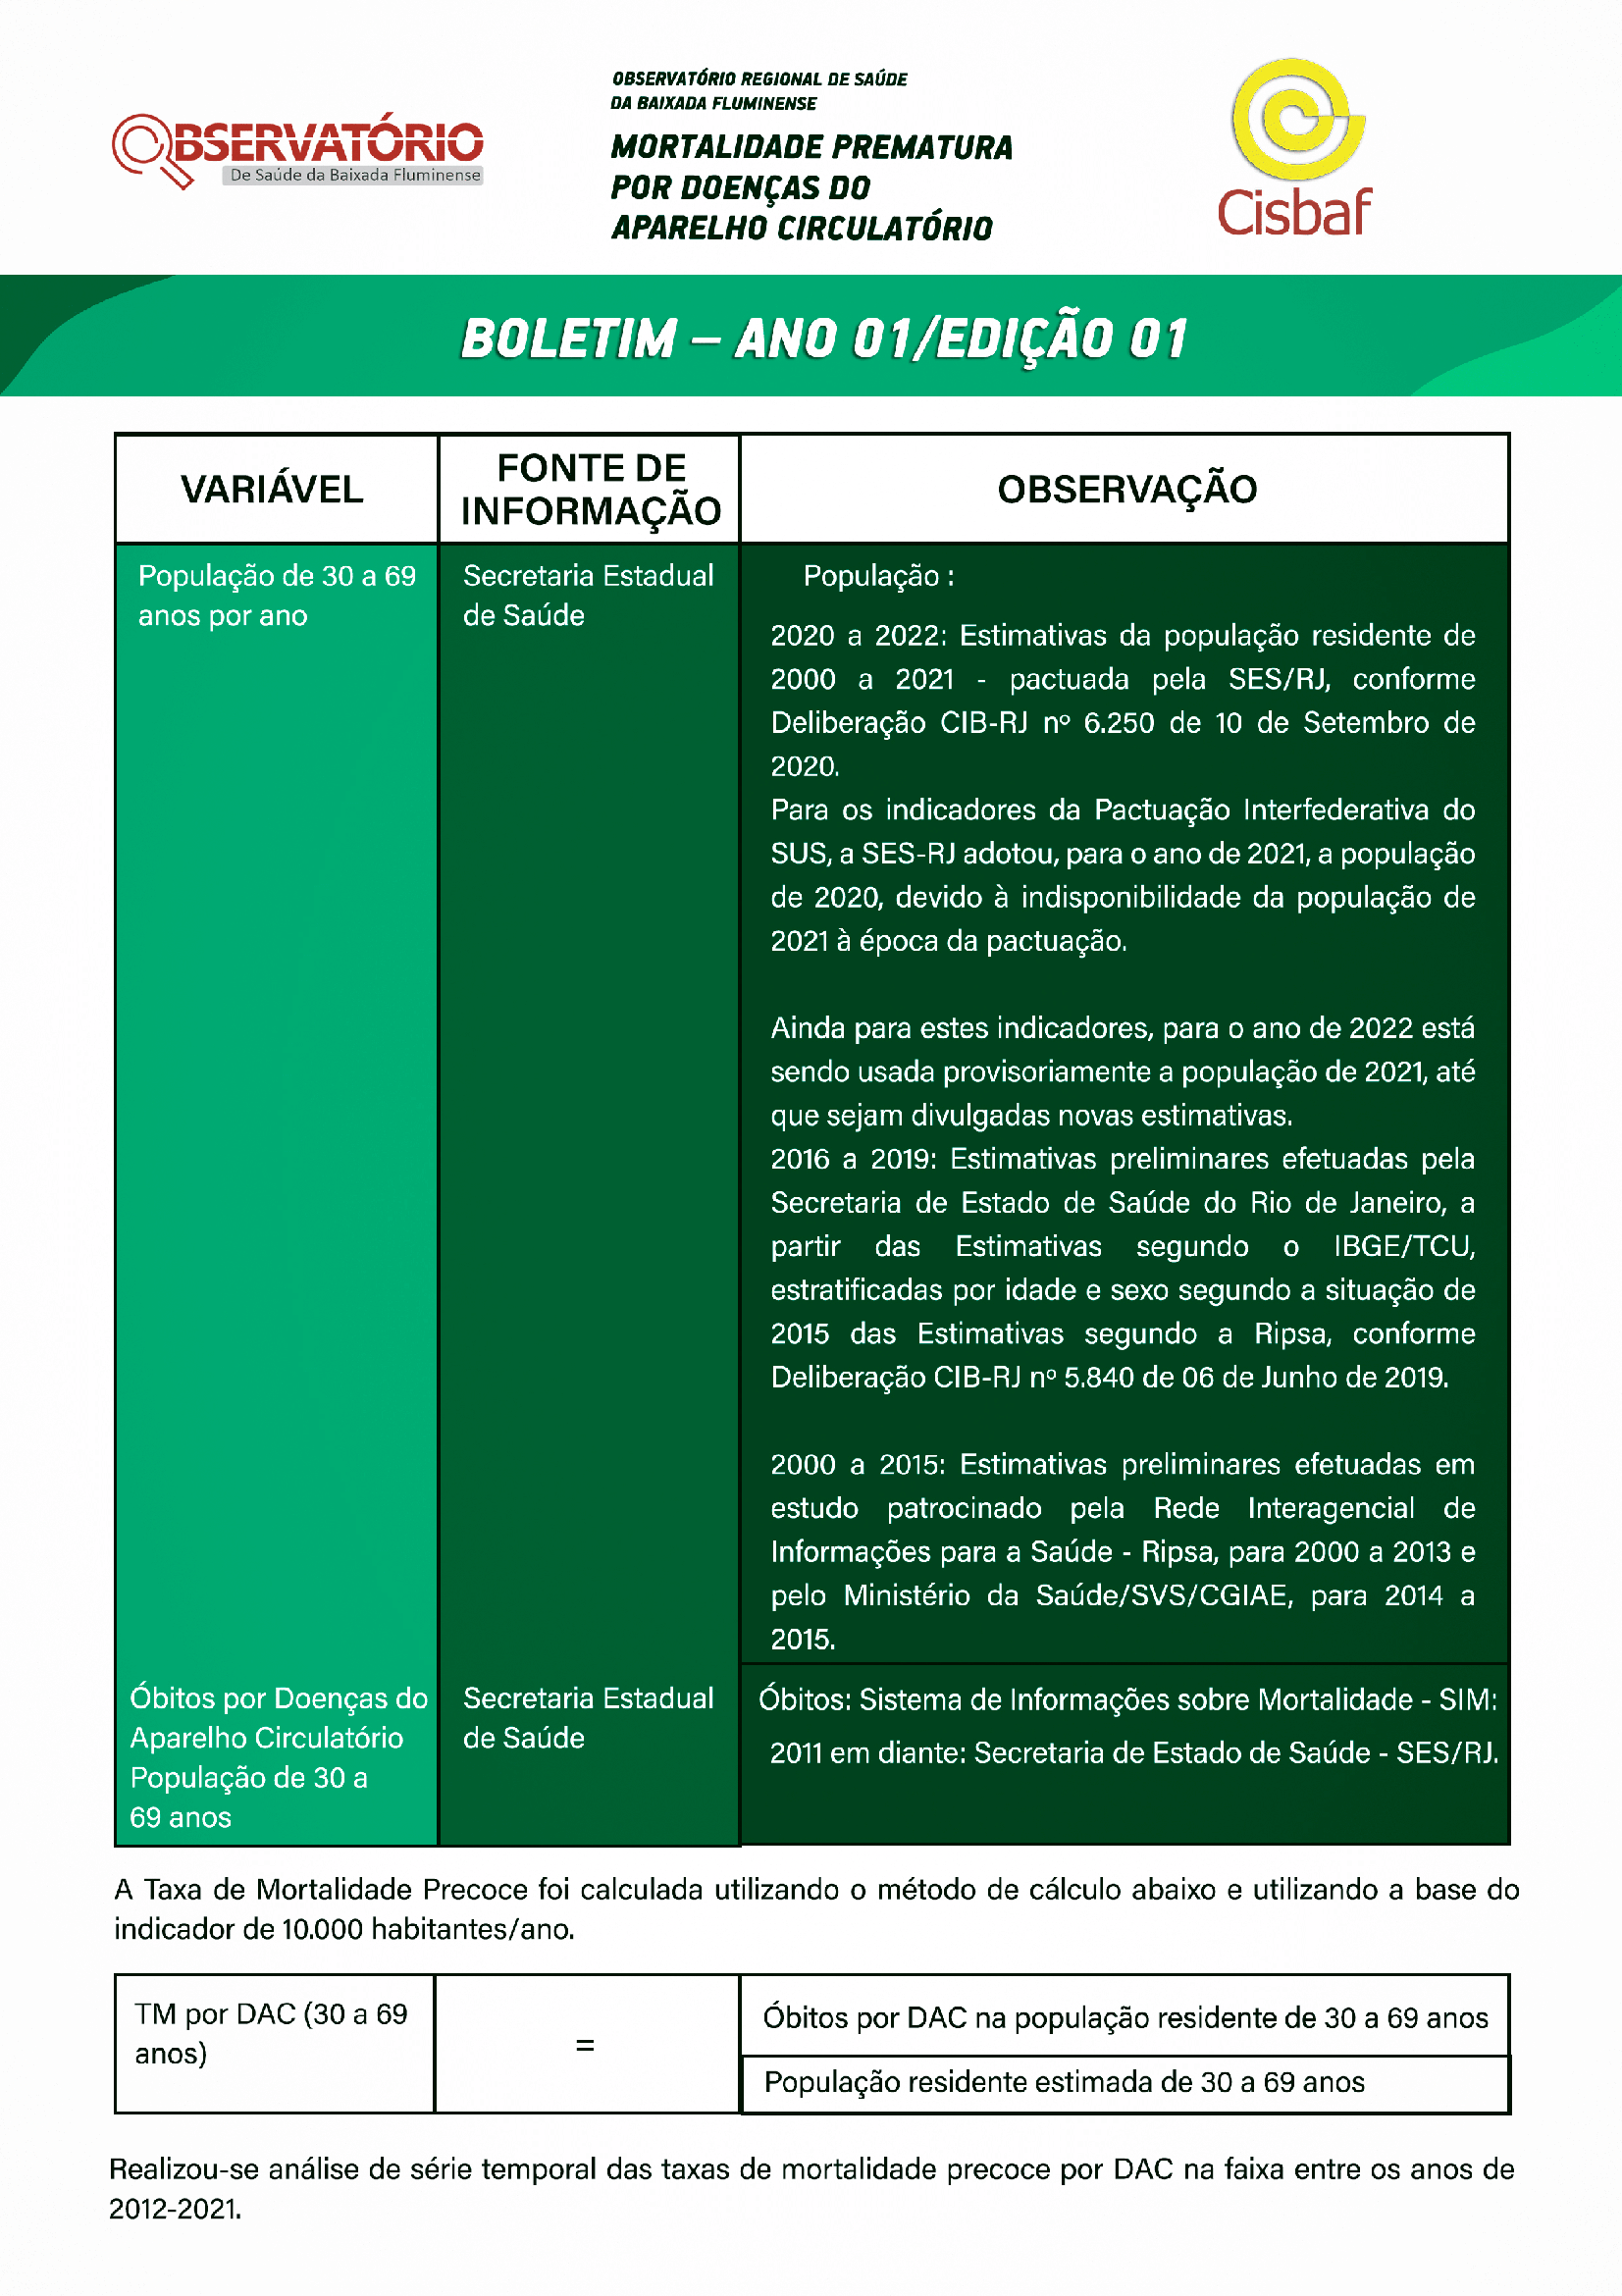 OBSERVATÓRIO
De Saúde da Baixada Fluminense
OBSERVATÓRIO REGIONAL DE SAÚDE
DA BAIXADA FLUMINENSE
MORTALIDADE PREMATURA
POR DOENÇAS DO
APARELHO CIRCULATÓRIO
Cisbaf
BOLETIM – ANO 01/EDIÇÃO 01
VARIÁVEL
FONTE DE
INFORMAÇÃO
OBSERVAÇÃO
População de 30 a 69
anos por ano
Secretaria Estadual
de Saúde
População :
2020 a 2022: Estimativas da população residente de
2000 a 2021 - pactuada pela SES/RJ, conforme
Deliberação CIB-RJ nº 6.250 de 10 de Setembro de
2020.
Para os indicadores da Pactuação Interfederativa do
SUS, a SES-RJ adotou, para o ano de 2021, a população
de 2020, devido à indisponibilidade da população de
2021 à época da pactuação.
Ainda para estes indicadores, para o ano de 2022 está
sendo usada provisoriamente a população de 2021, até
que sejam divulgadas novas estimativas.
2016 a 2019: Estimativas preliminares efetuadas pela
Secretaria de Estado de Saúde do Rio de Janeiro, a
partir das Estimativas segundo o IBGE/TCU,
estratificadas por idade e sexo segundo a situação de
2015 das Estimativas segundo a Ripsa, conforme
Deliberação CIB-RJ nº 5.840 de 06 de Junho de 2019.
2000 a 2015: Estimativas preliminares efetuadas em
estudo patrocinado pela Rede Interagencial de
Informações para a Saúde - Ripsa, para 2000 a 2013 e
pelo Ministério da Saúde/SVS/CGIAE, para 2014 a
2015.
Óbitos por Doenças do
Aparelho Circulatório
População de 30 a
69 anos
Secretaria Estadual
de Saúde
Óbitos: Sistema de Informações sobre Mortalidade - SIM:
2011 em diante: Secretaria de Estado de Saúde - SES/RJ.
A Taxa de Mortalidade Precoce foi calculada utilizando o método de cálculo abaixo e utilizando a base do
indicador de 10.000 habitantes/ano.
TM por DAC (30 a 69
anos)
=
Óbitos por DAC na população residente de 30 a 69 anos
População residente estimada de 30 a 69 anos
Realizou-se análise de série temporal das taxas de mortalidade precoce por DAC na faixa entre os anos de
2012-2021.